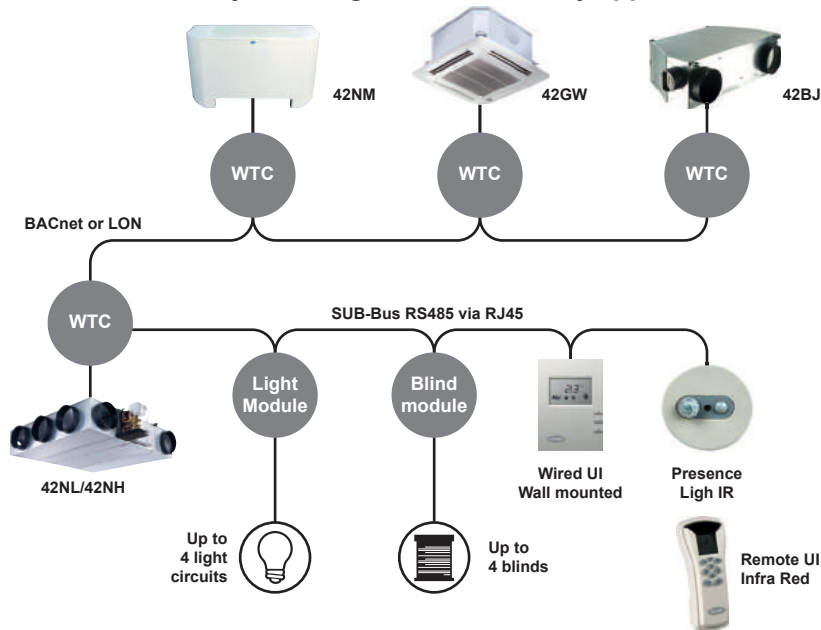 42NM
42GW
42BJ
WTC
WTC
WTC
BACnet or LON
WTC
SUB-Bus RS485 via RJ45
Light
Module
Blind
module
42NL/42NH
Wired UI
Wall mounted
Presence
Ligh IR
Up to
4 light
circuits
Up to
4 blinds
Remote UI
Infra Red